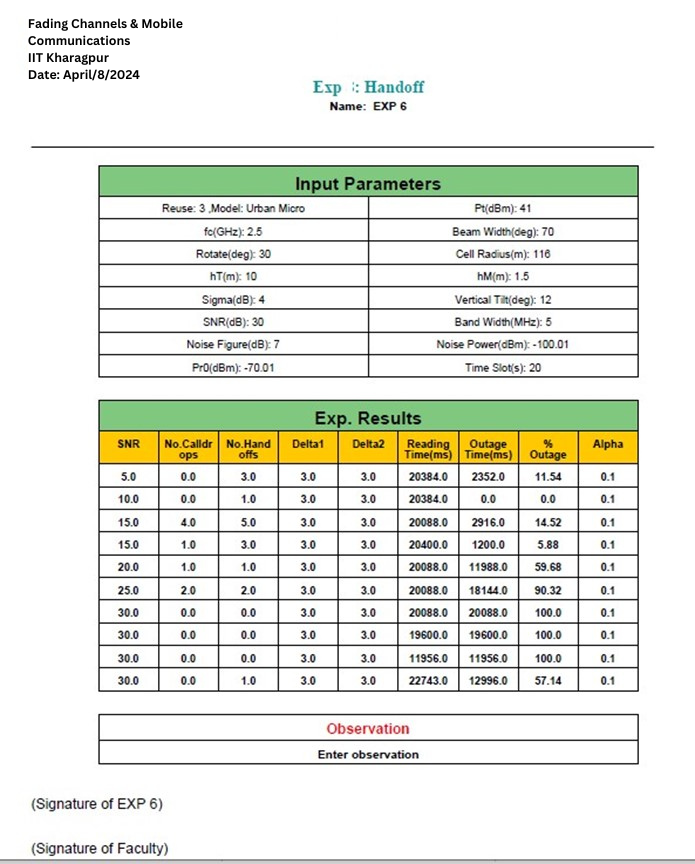 Fading Channels & Mobile
Communications
IIT Kharagpur
Date: April/8/2024
Exp : Handoff
Name: EXP 6
Input Parameters
Reuse: 3 ,Model: Urban Micro Pt(dBm): 41
fc(GHz): 2.5 Beam Width(deg): 70
Rotate(deg): 30 Cell Radius(m): 116
hT(m): 10 hM(m): 1.5
Sigma(dB): 4 Vertical Tilt(deg): 12
SNR(dB): 30 Band Width(MHz): 5
Noise Figure(dB): 7 Noise Power(dBm): -100.01
Pr0(dBm): -70.01 Time Slot(s): 20
Exp. Results
SNR No.Calldr No.Hand Delta1 Delta2 Reading Outage % Alpha
ops offs Time(ms) Time(ms) Outage
5.0 0.0 3.0 3.0 3.0 20384.0 2352.0 11.54 0.1
10.0 0.0 1.0 3.0 3.0 20384.0 0.0 0.0 0.1
15.0 4.0 5.0 3.0 3.0 20088.0 2916.0 14.52 0.1
15.0 1.0 3.0 3.0 3.0 20400.0 1200.0 5.88 0.1
20.0 1.0 1.0 3.0 3.0 20088.0 11988.0 59.68 0.1
25.0 2.0 2.0 3.0 3.0 20088.0 18144.0 90.32 0.1
30.0 0.0 0.0 3.0 3.0 20088.0 20088.0 100.0 0.1
30.0 0.0 0.0 3.0 3.0 19600.0 19600.0 100.0 0.1
30.0 0.0 0.0 3.0 3.0 11956.0 11956.0 100.0 0.1
30.0 0.0 1.0 3.0 3.0 22743.0 12996.0 57.14 0.1
Observation
Enter observation
(Signature of EXP 6)
(Signature of Faculty)